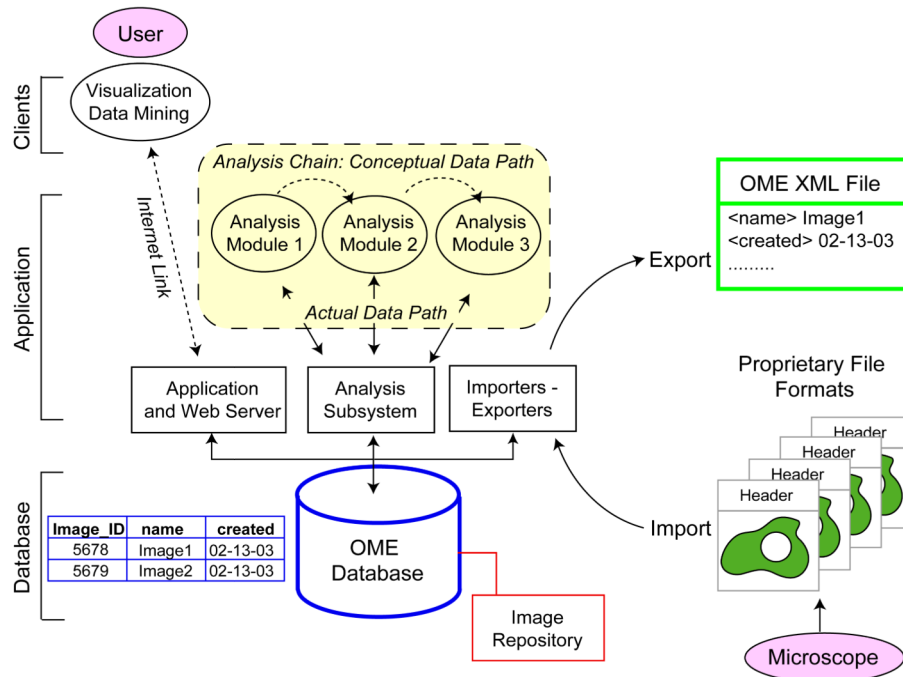 User
Clients
Visualization
Data Mining
Internet Link
Application
Analysis Chain: Conceptual Data Path
Analysis
Module 1
Analysis
Module 2
Analysis
Module 3
Actual Data Path
Application
and Web Server
Analysis
Subsystem
Importers -
Exporters
Export
OME XML File
<name> Image1
<created> 02-13-03
.........
Proprietary File
Formats
Header
Header
Header
Header
Import
Microscope
Database
Image_ID name created
5678 Image1 02-13-03
5679 Image2 02-13-03
OME
Database
Image
Repository